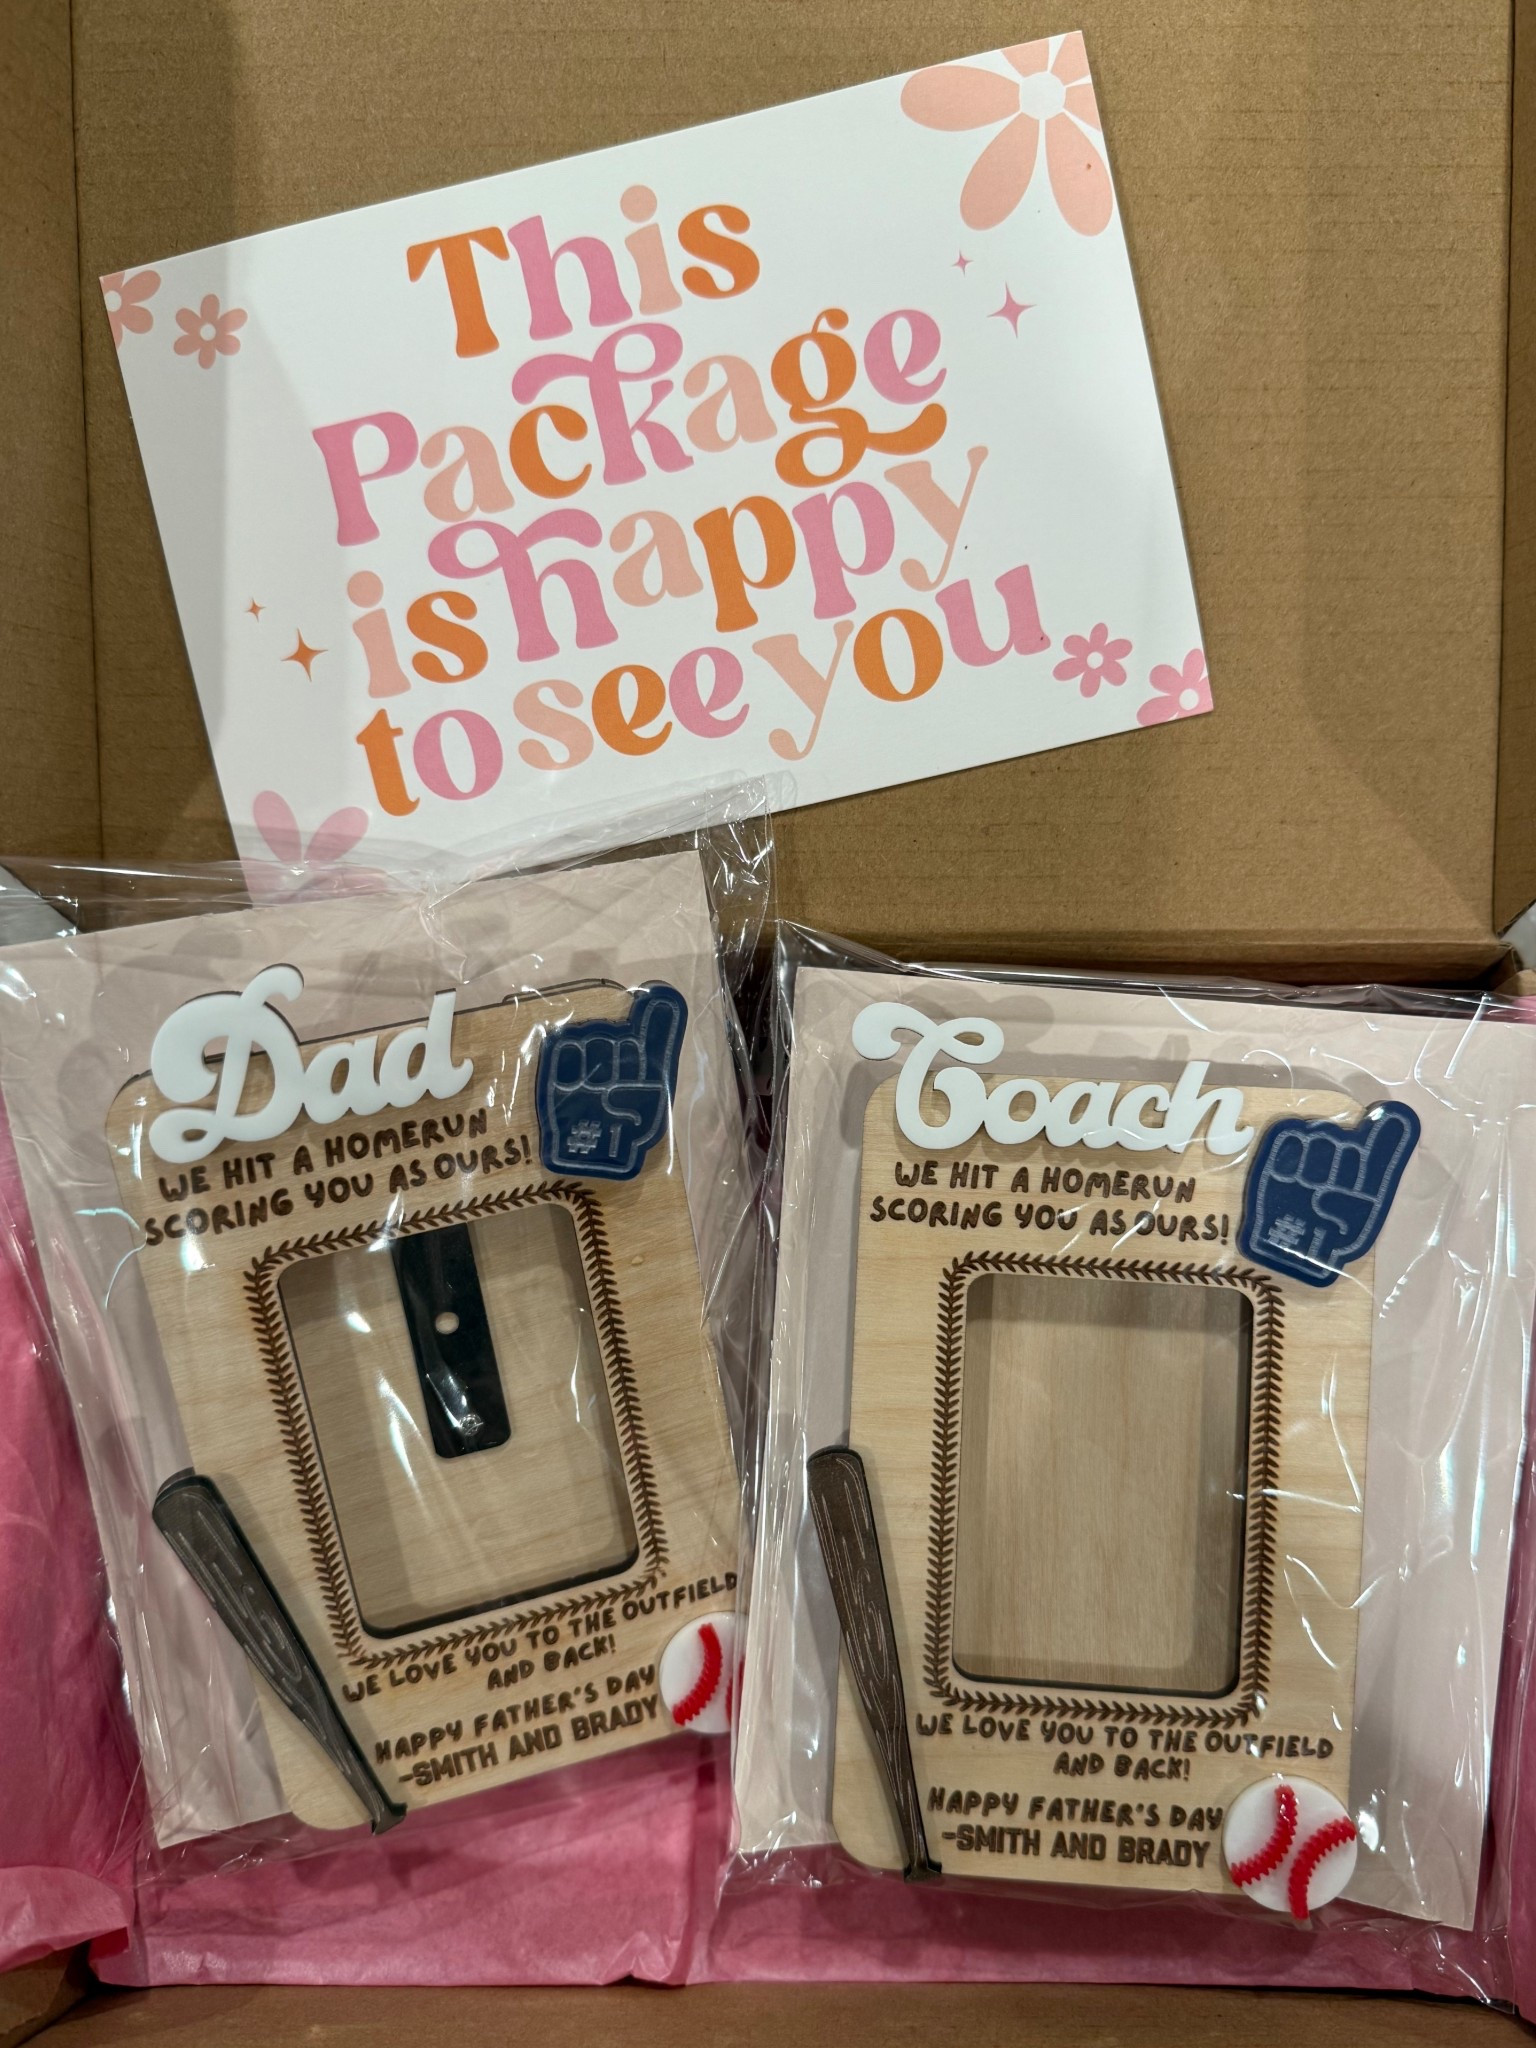 This
Package
is happy
to see you
Dad
#1
WE HIT A HOMERUN
SCORING YOU AS OURS!
WE LOVE YOU TO THE OUTFIELD
AND BACK!
HAPPY FATHER'S DAY
-SMITH AND BRADY
Coach
#1
WE HIT A HOMERUN
SCORING YOU AS OURS!
WE LOVE YOU TO THE OUTFIELD
AND BACK!
HAPPY FATHER'S DAY
-SMITH AND BRADY